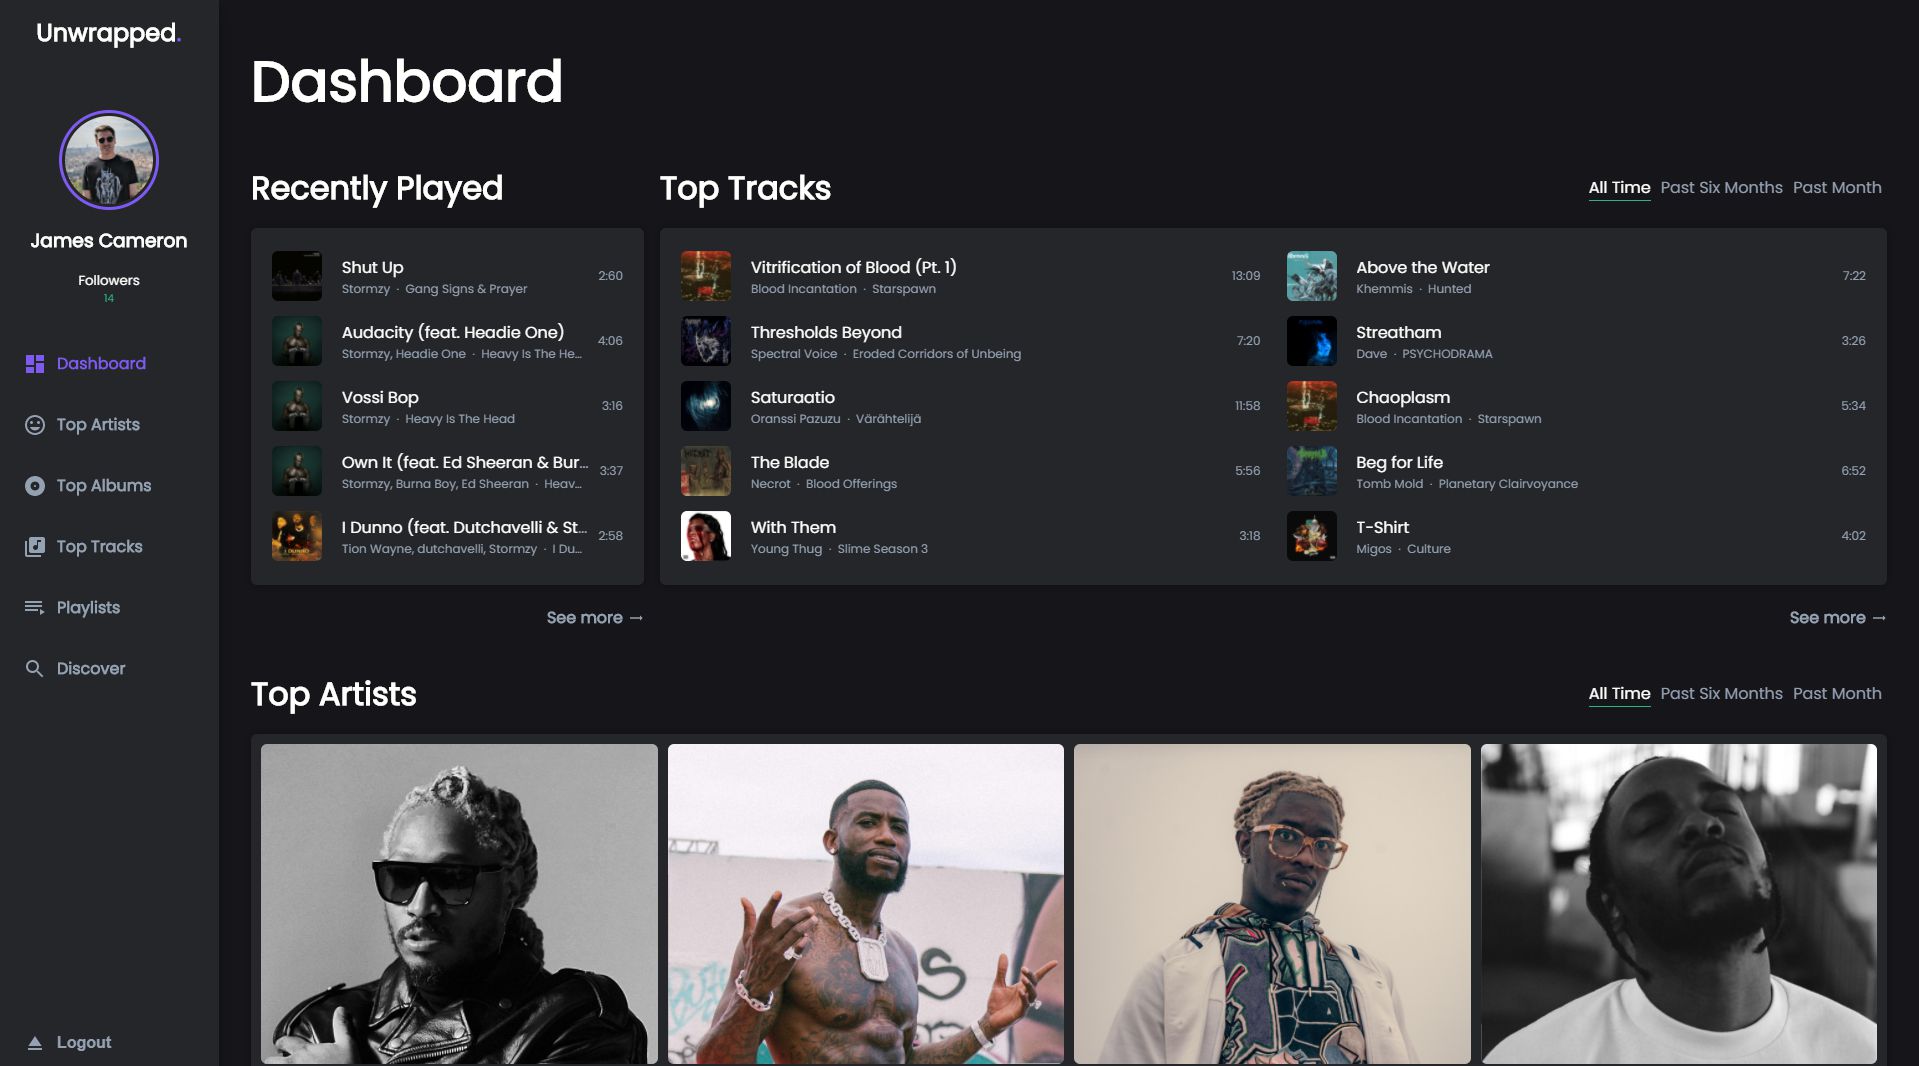 Unwrapped.
James Cameron
Followers
14
Dashboard
Top Artists
Top Albums
Top Tracks
Playlists
Discover
Logout
Dashboard
Recently Played
Shut Up
2:60
Stormzy · Gang Signs & Prayer
Audacity (feat. Headie One)
4:06
Stormzy, Headie One · Heavy Is The He...
Vossi Bop
3:16
Stormzy · Heavy Is The Head
Own It (feat. Ed Sheeran & Bur...
3:37
Stormzy, Burna Boy, Ed Sheeran · Heav...
I Dunno (feat. Dutchavelli & St...
2:58
Tion Wayne, dutchavelli, Stormzy · I Du...
See more →
Top Tracks
All Time Past Six Months Past Month
Vitrification of Blood (Pt. 1)
13:09
Blood Incantation · Starspawn
Thresholds Beyond
7:20
Spectral Voice · Eroded Corridors of Unbeing
Saturaatio
11:58
Oranssi Pazuzu · Värähtelijä
The Blade
5:56
Necrot · Blood Offerings
With Them
3:18
Young Thug · Slime Season 3
Above the Water
7:22
Khemmis · Hunted
Streatham
3:26
Dave · PSYCHODRAMA
Chaoplasm
5:34
Blood Incantation · Starspawn
Beg for Life
6:52
Tomb Mold · Planetary Clairvoyance
T-Shirt
4:02
Migos · Culture
See more →
Top Artists
All Time Past Six Months Past Month